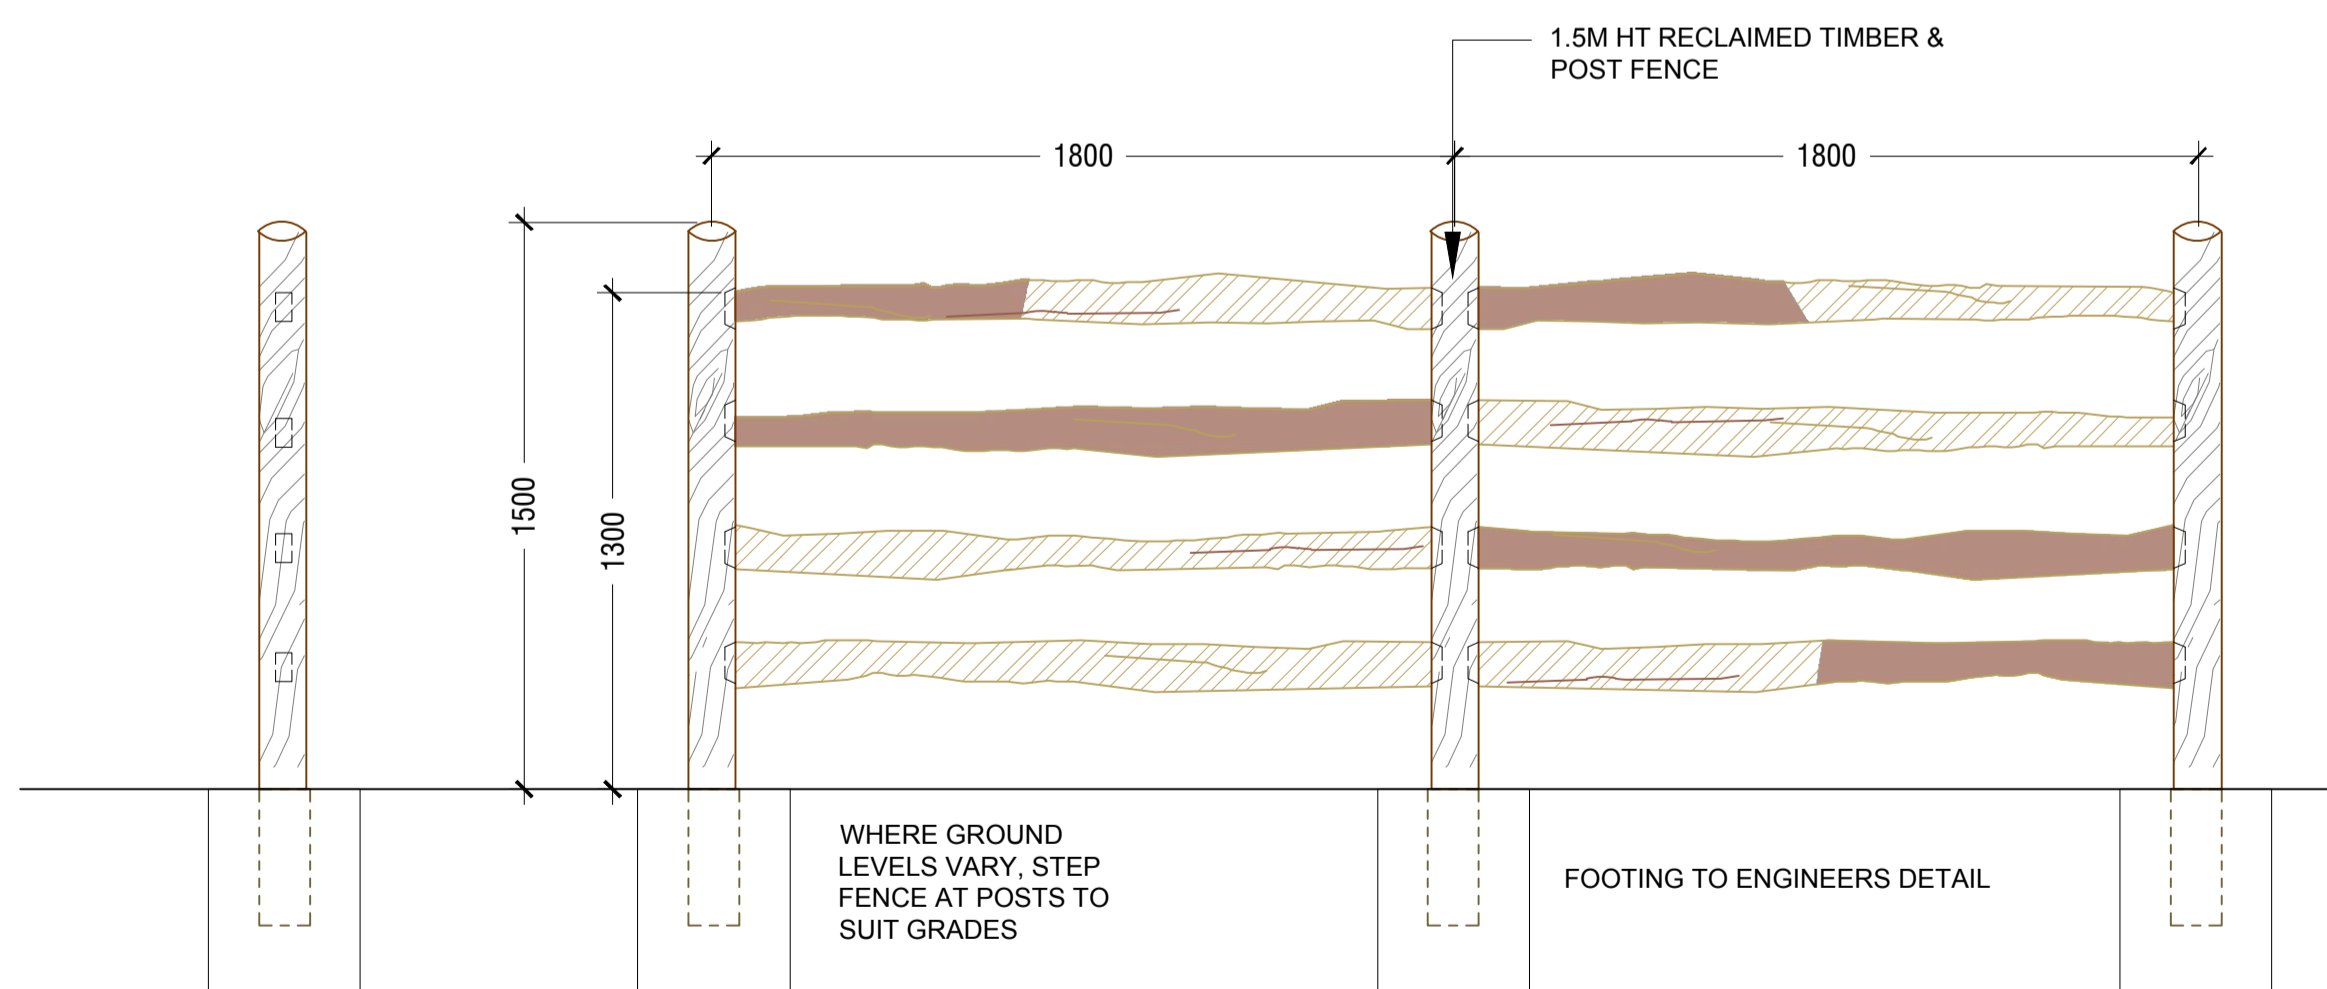 1.5M HT RECLAIMED TIMBER &
POST FENCE
1800
1800
1500
1300
WHERE GROUND
LEVELS VARY, STEP
FENCE AT POSTS TO
SUIT GRADES
FOOTING TO ENGINEERS DETAIL